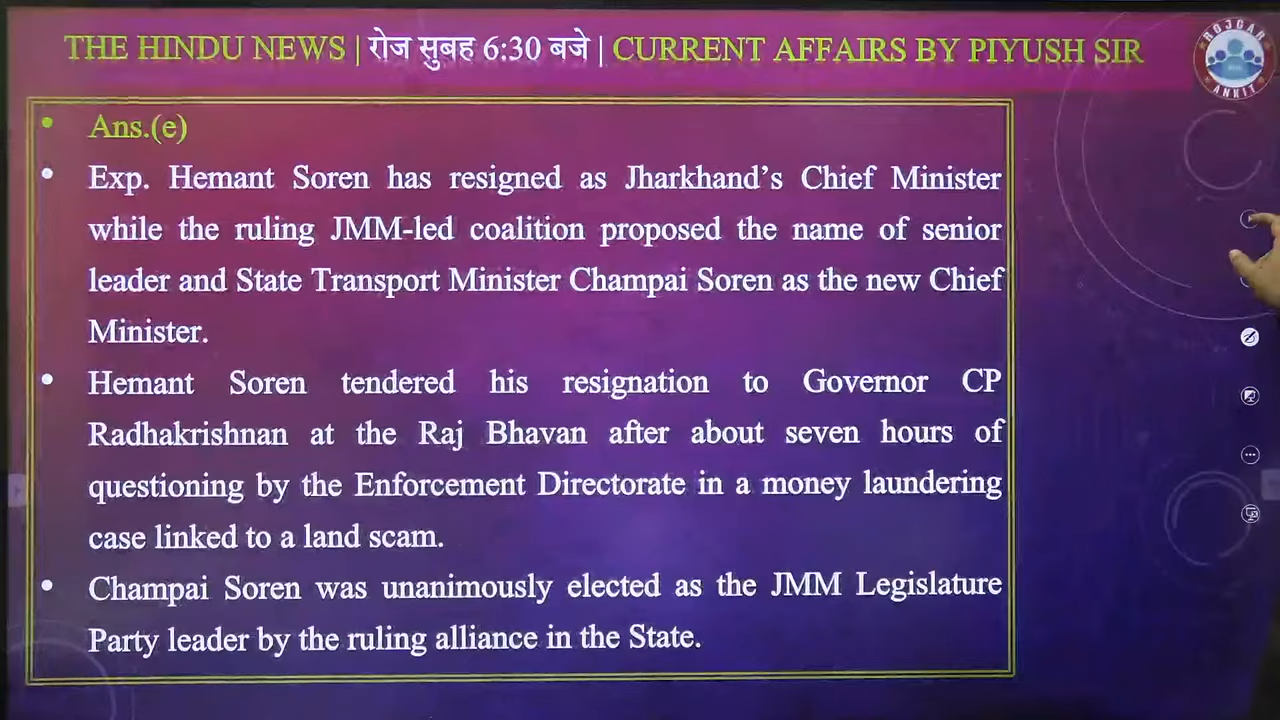 THE HINDU NEWS | रोज सुबह 6:30 बजे | CURRENT AFFAIRS BY PIYUSH SIR
ROJGAR
ANKIT
• Ans.(e)
• Exp. Hemant Soren has resigned as Jharkhand’s Chief Minister
while the ruling JMM-led coalition proposed the name of senior
leader and State Transport Minister Champai Soren as the new Chief
Minister.
• Hemant Soren tendered his resignation to Governor CP
Radhakrishnan at the Raj Bhavan after about seven hours of
questioning by the Enforcement Directorate in a money laundering
case linked to a land scam.
• Champai Soren was unanimously elected as the JMM Legislature
Party leader by the ruling alliance in the State.